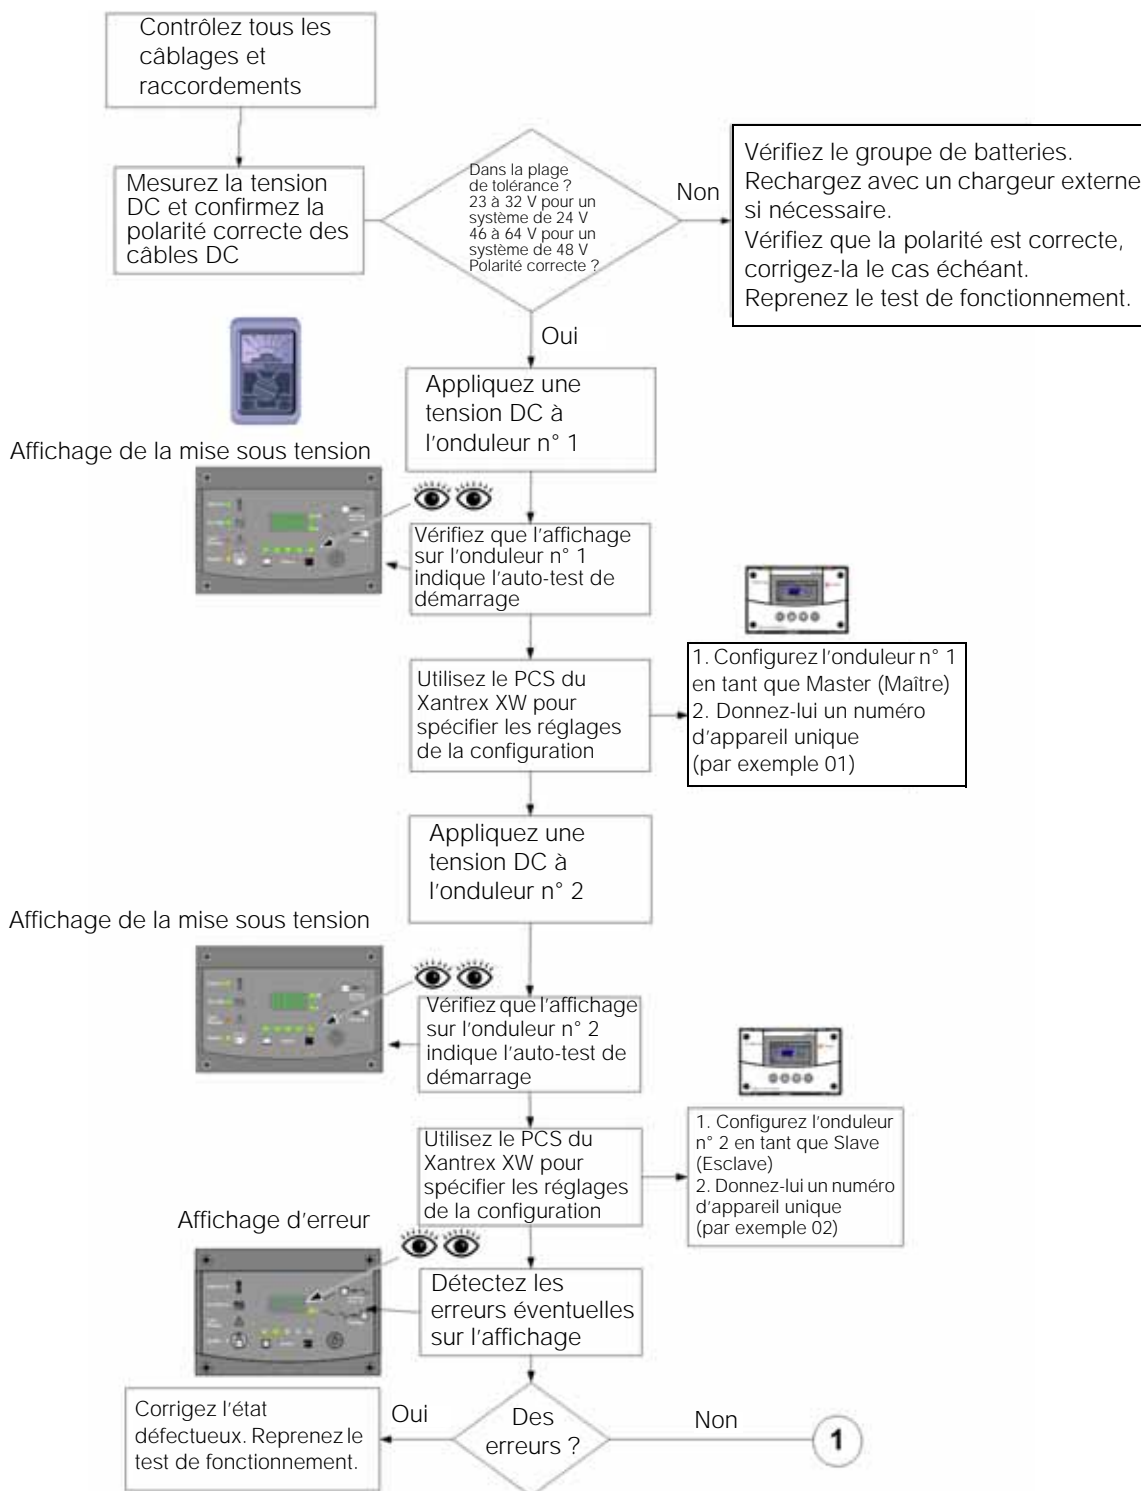 Contrôlez tous les
câblages et
raccordements
Mesurez la tension
DC et confirmez la
polarité correcte des
câbles DC
Dans la plage
de tolérance ?
23 à 32 V pour un
système de 24 V
46 à 64 V pour un
système de 48 V
Polarité correcte ?
Non
Vérifiez le groupe de batteries.
Rechargez avec un chargeur externe
si nécessaire.
Vérifiez que la polarité est correcte,
corrigez-la le cas échéant.
Reprenez le test de fonctionnement.
Oui
Appliquez une
tension DC à
l'onduleur n° 1
Affichage de la mise sous tension
Vérifiez que l'affichage
sur l'onduleur n° 1
indique l'auto-test de
démarrage
Utilisez le PCS du
Xantrex XW pour
spécifier les réglages
de la configuration
1. Configurez l'onduleur n° 1
en tant que Master (Maître)
2. Donnez-lui un numéro
d'appareil unique
(par exemple 01)
Appliquez une
tension DC à
l'onduleur n° 2
Affichage de la mise sous tension
Vérifiez que l'affichage
sur l'onduleur n° 2
indique l'auto-test de
démarrage
Utilisez le PCS du
Xantrex XW pour
spécifier les réglages
de la configuration
1. Configurez l'onduleur
n° 2 en tant que Slave
(Esclave)
2. Donnez-lui un numéro
d'appareil unique
(par exemple 02)
Affichage d'erreur
Détectez les
erreurs éventuelles
sur l'affichage
Des
erreurs ?
Oui
Corrigez l'état
défectueux. Reprenez le
test de fonctionnement.
Non
1